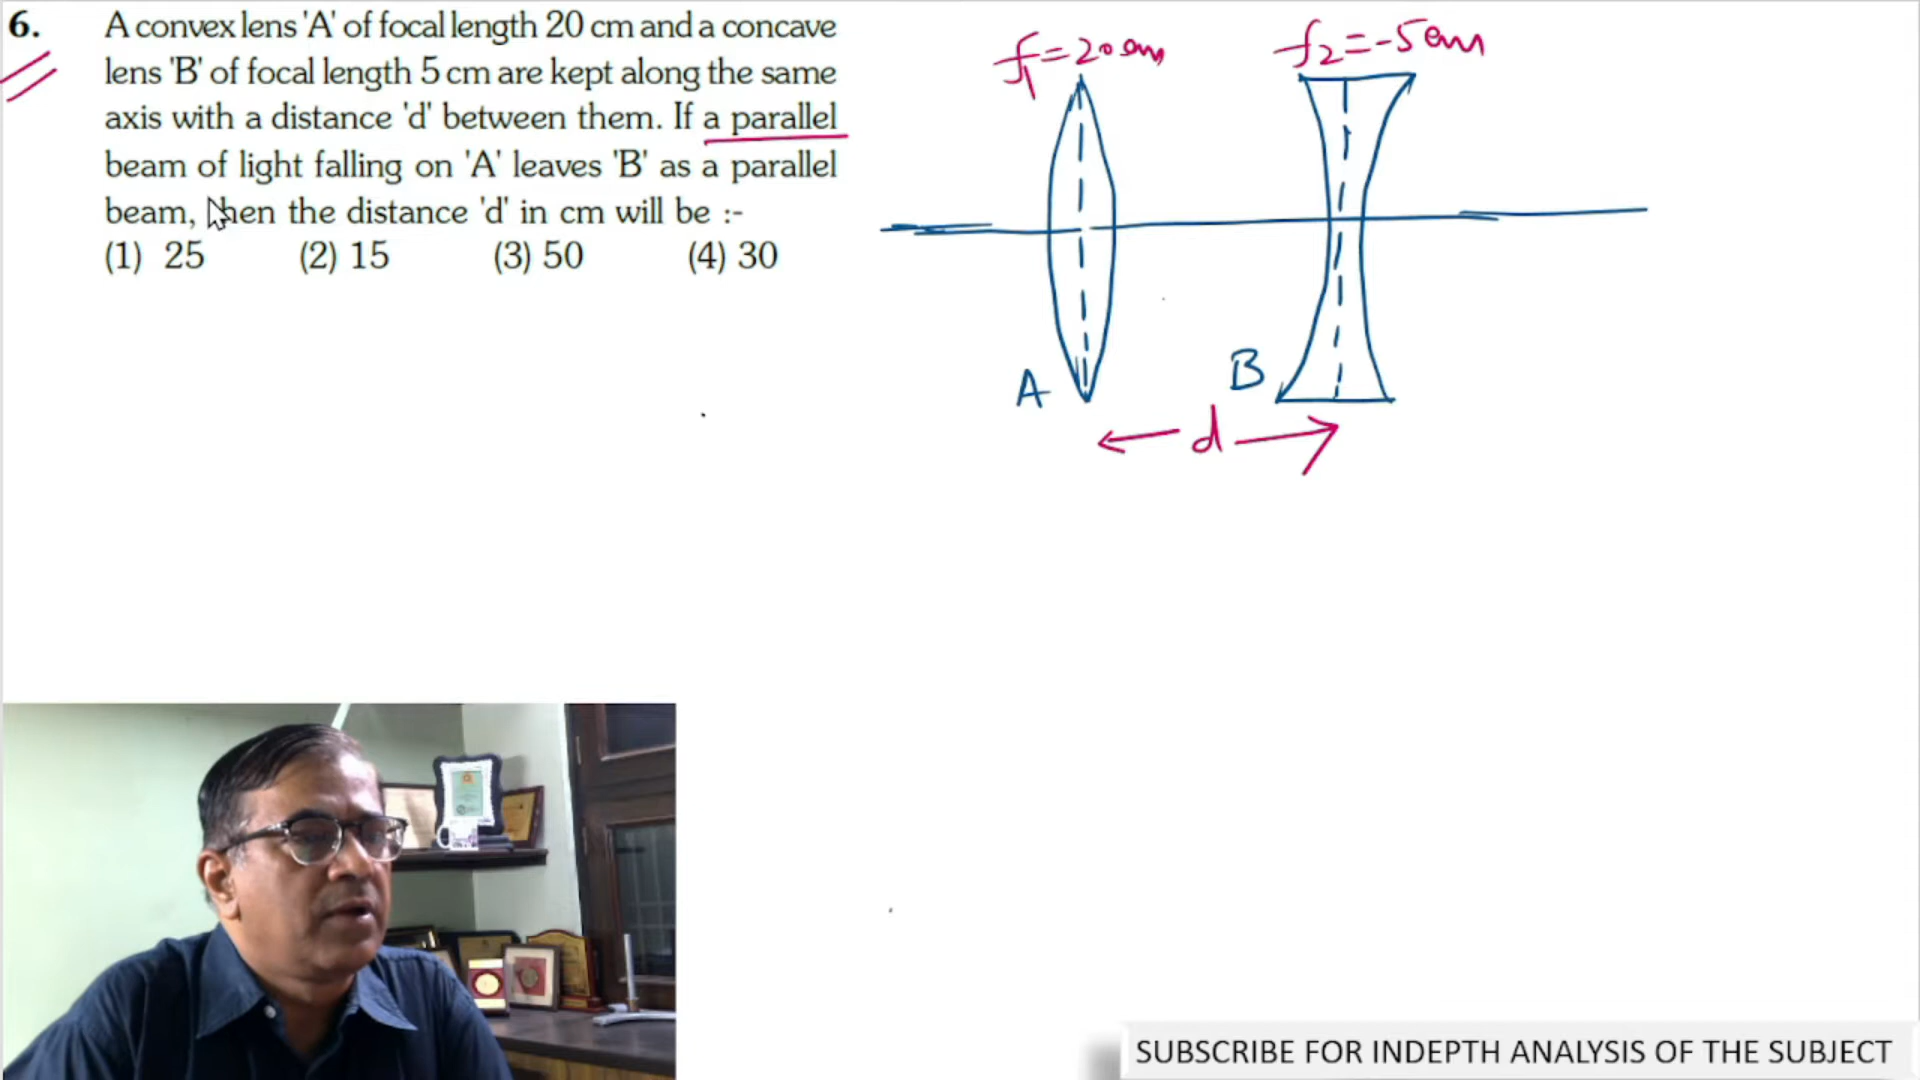 6. A convex lens 'A' of focal length 20 cm and a concave
lens 'B' of focal length 5 cm are kept along the same
axis with a distance 'd' between them. If a parallel
beam of light falling on 'A' leaves 'B' as a parallel
beam, then the distance 'd' in cm will be :-
(1) 25 (2) 15 (3) 50 (4) 30
f₁=20cm
f₂=-5cm
A
B
d
SUBSCRIBE FOR INDEPTH ANALYSIS OF THE SUBJECT